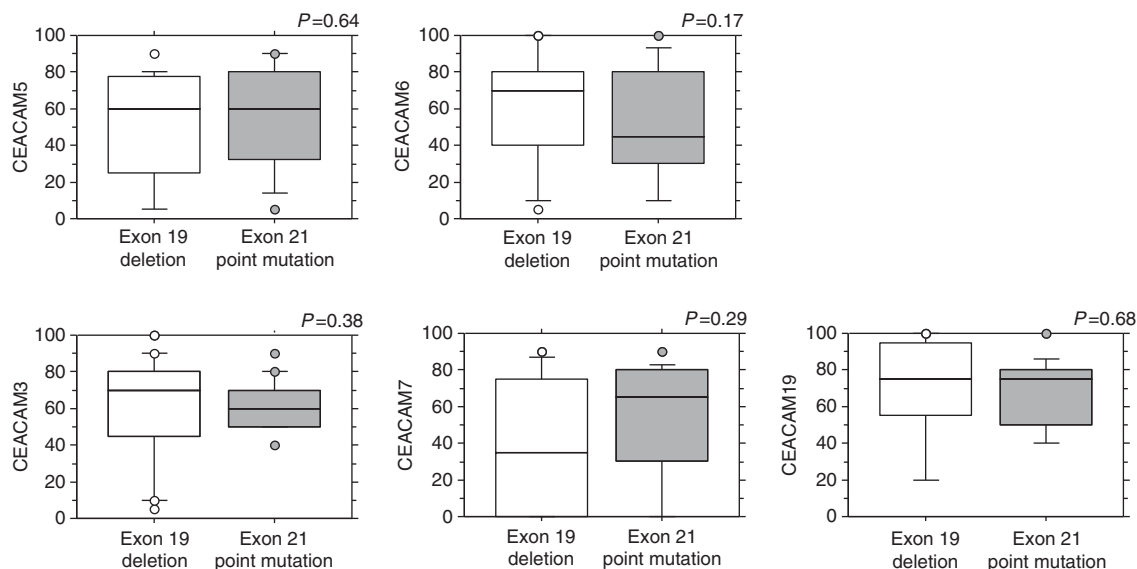 P=0.64
100
80
60
40
20
0
CEACAM5
Exon 19
deletion
Exon 21
point mutation
P=0.17
100
80
60
40
20
0
CEACAM6
Exon 19
deletion
Exon 21
point mutation
P=0.38
100
80
60
40
20
0
CEACAM3
Exon 19
deletion
Exon 21
point mutation
P=0.29
100
80
60
40
20
0
CEACAM7
Exon 19
deletion
Exon 21
point mutation
P=0.68
100
80
60
40
20
0
CEACAM19
Exon 19
deletion
Exon 21
point mutation